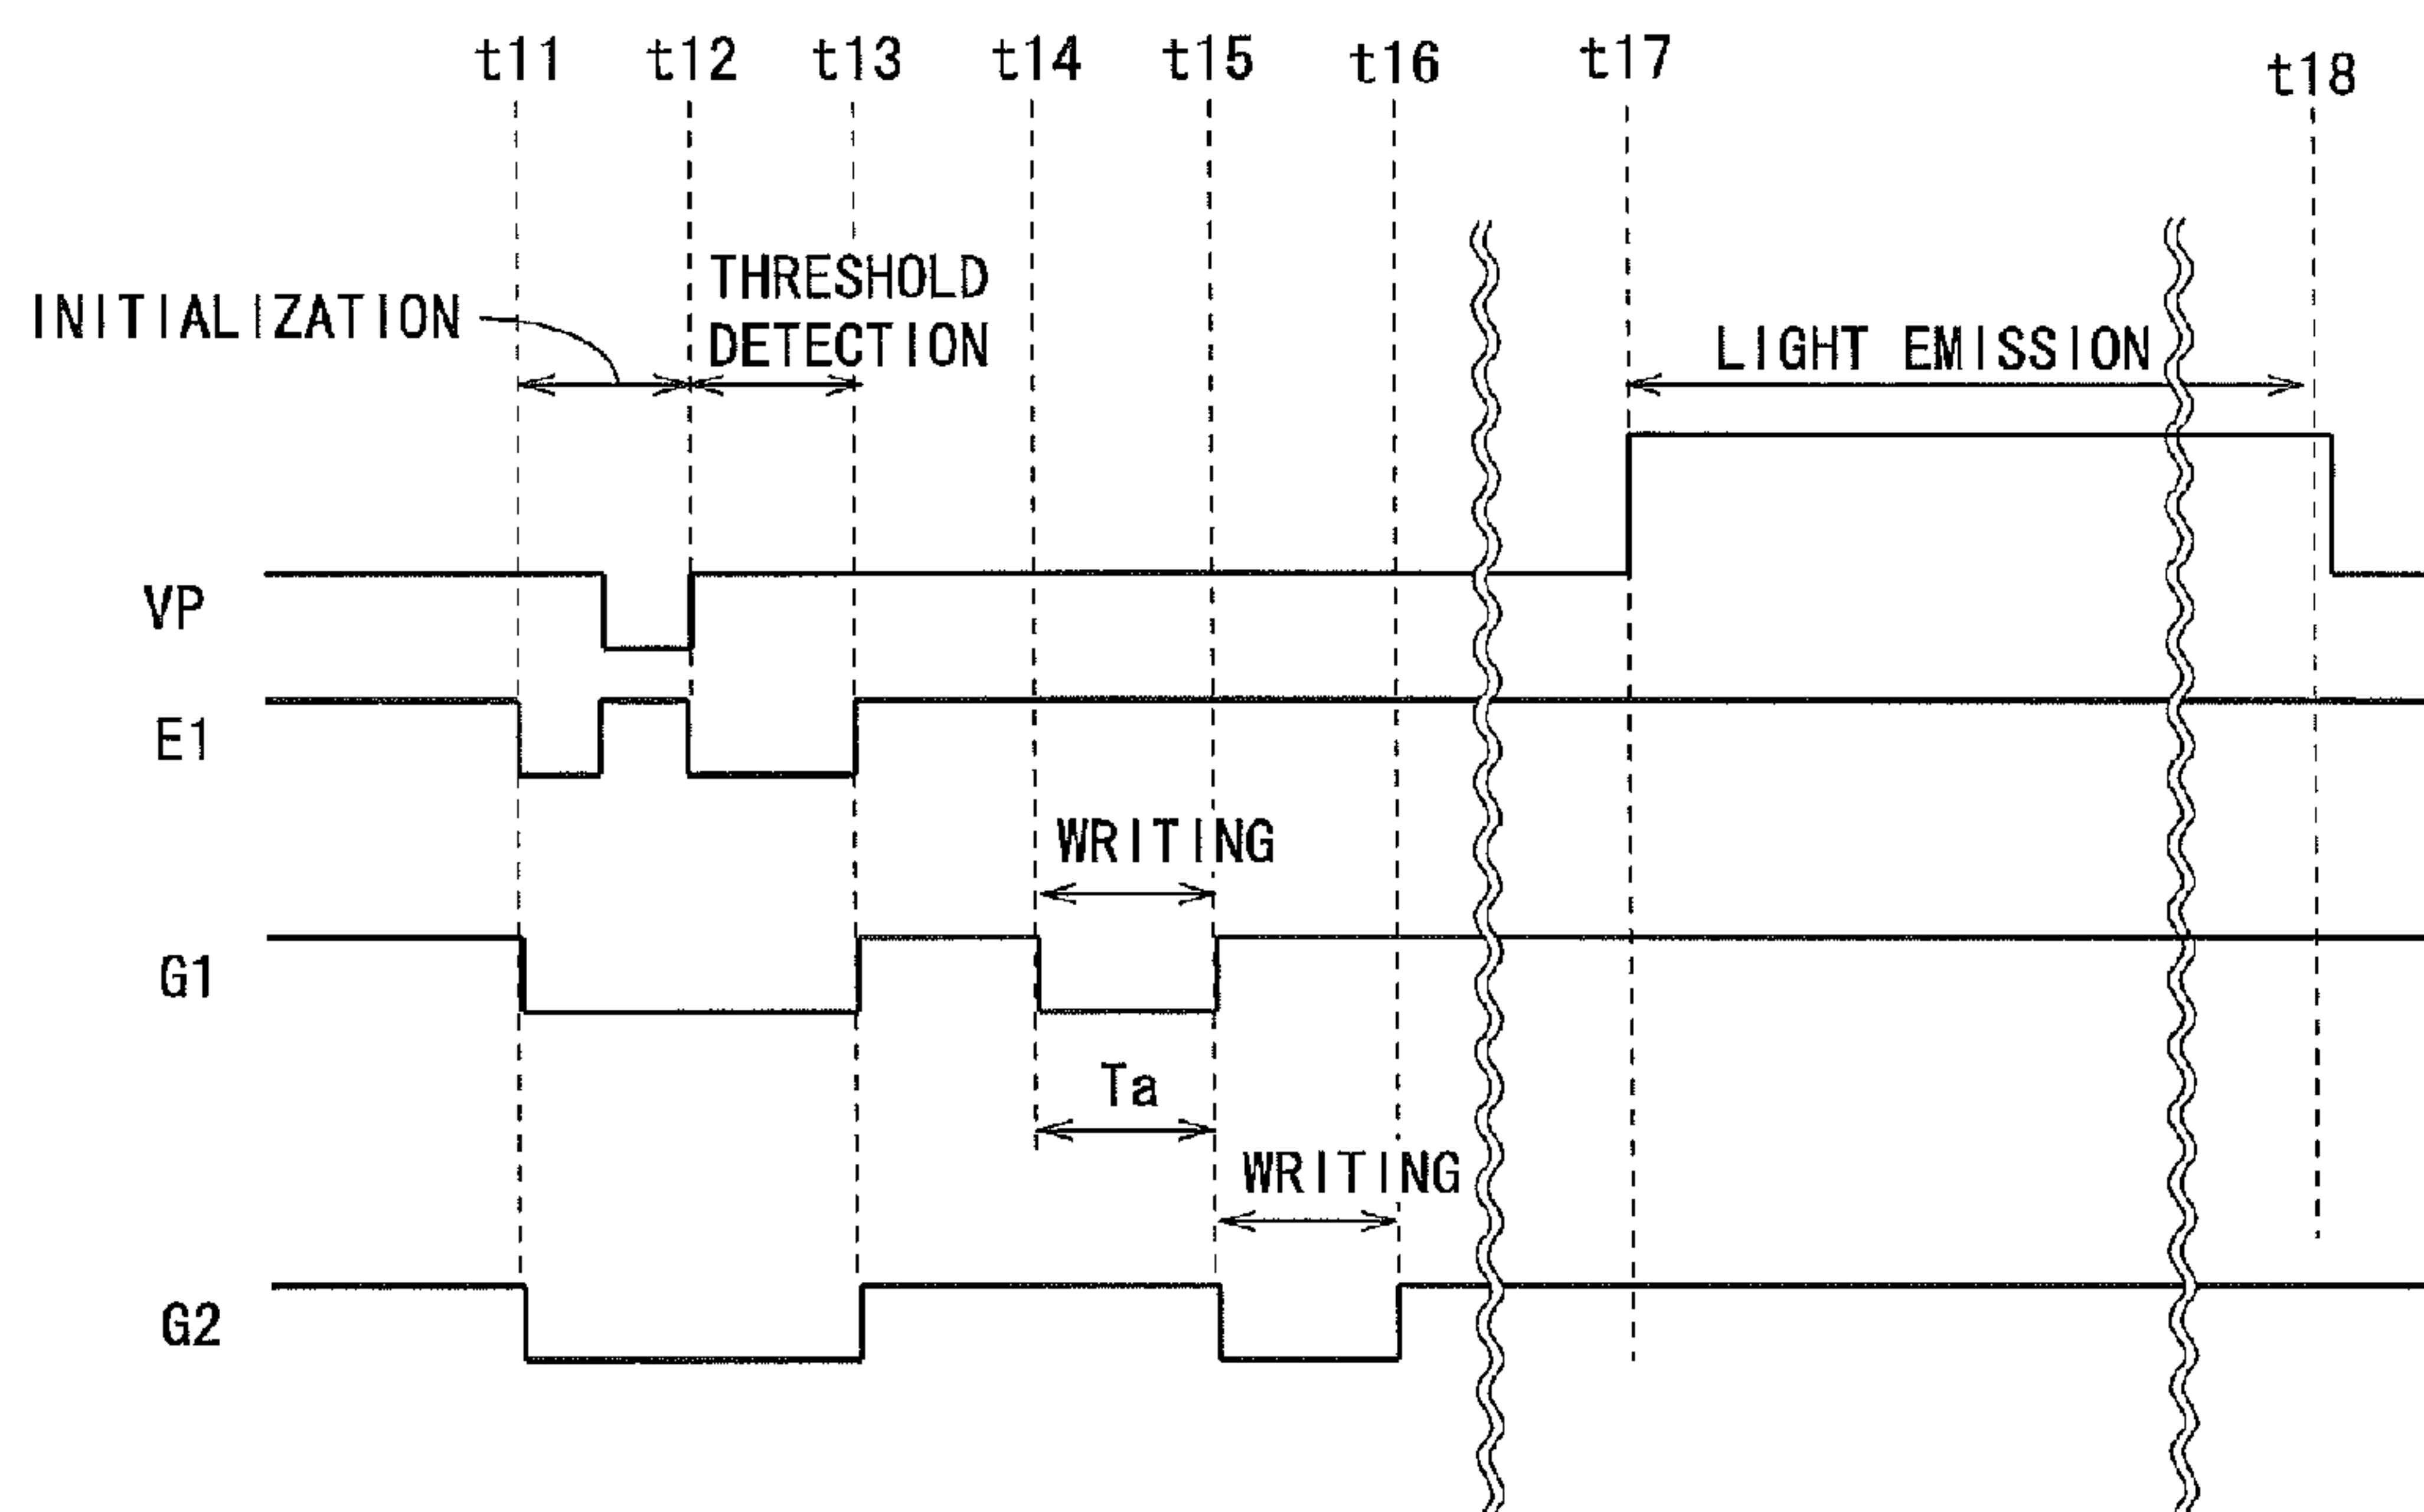 t11 t12 t13 t14 t15 t16 t17 t18
THRESHOLD
INITIALIZATION DETECTION LIGHT EMISSION
VP
E1
WRITING
G1
Ta
WRITING
G2